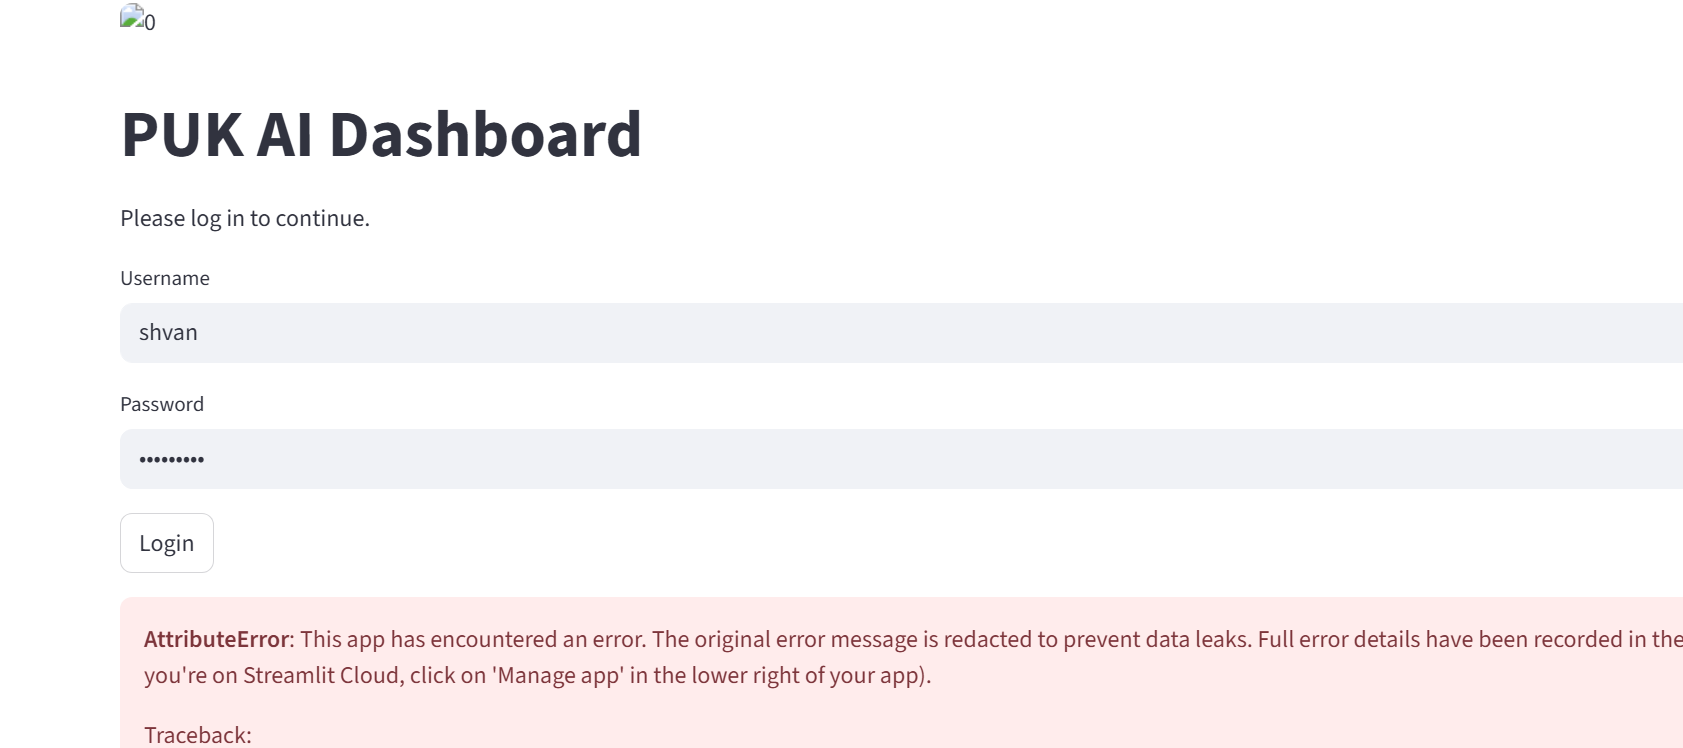 0
PUK AI Dashboard
Please log in to continue.
Username
shvan
Password
•••••••••
Login
AttributeError: This app has encountered an error. The original error message is redacted to prevent data leaks. Full error details have been recorded in the
you're on Streamlit Cloud, click on 'Manage app' in the lower right of your app).
Traceback: